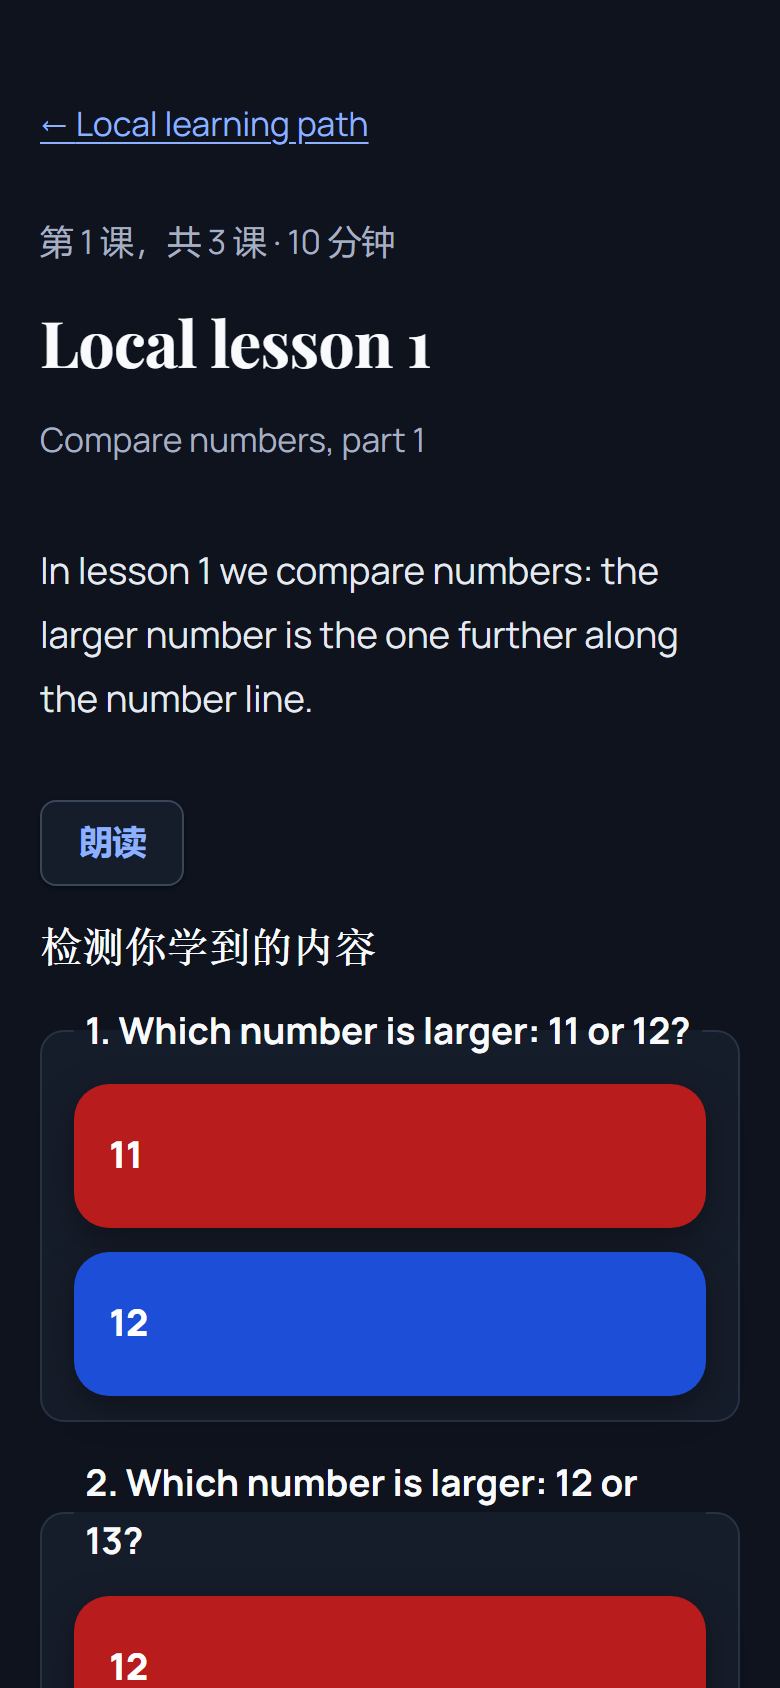 ← Local learning path
第 1 课，共 3 课 · 10 分钟
Local lesson 1
Compare numbers, part 1
In lesson 1 we compare numbers: the
larger number is the one further along
the number line.
朗读
检测你学到的内容
1. Which number is larger: 11 or 12?
11
12
2. Which number is larger: 12 or
13?
12